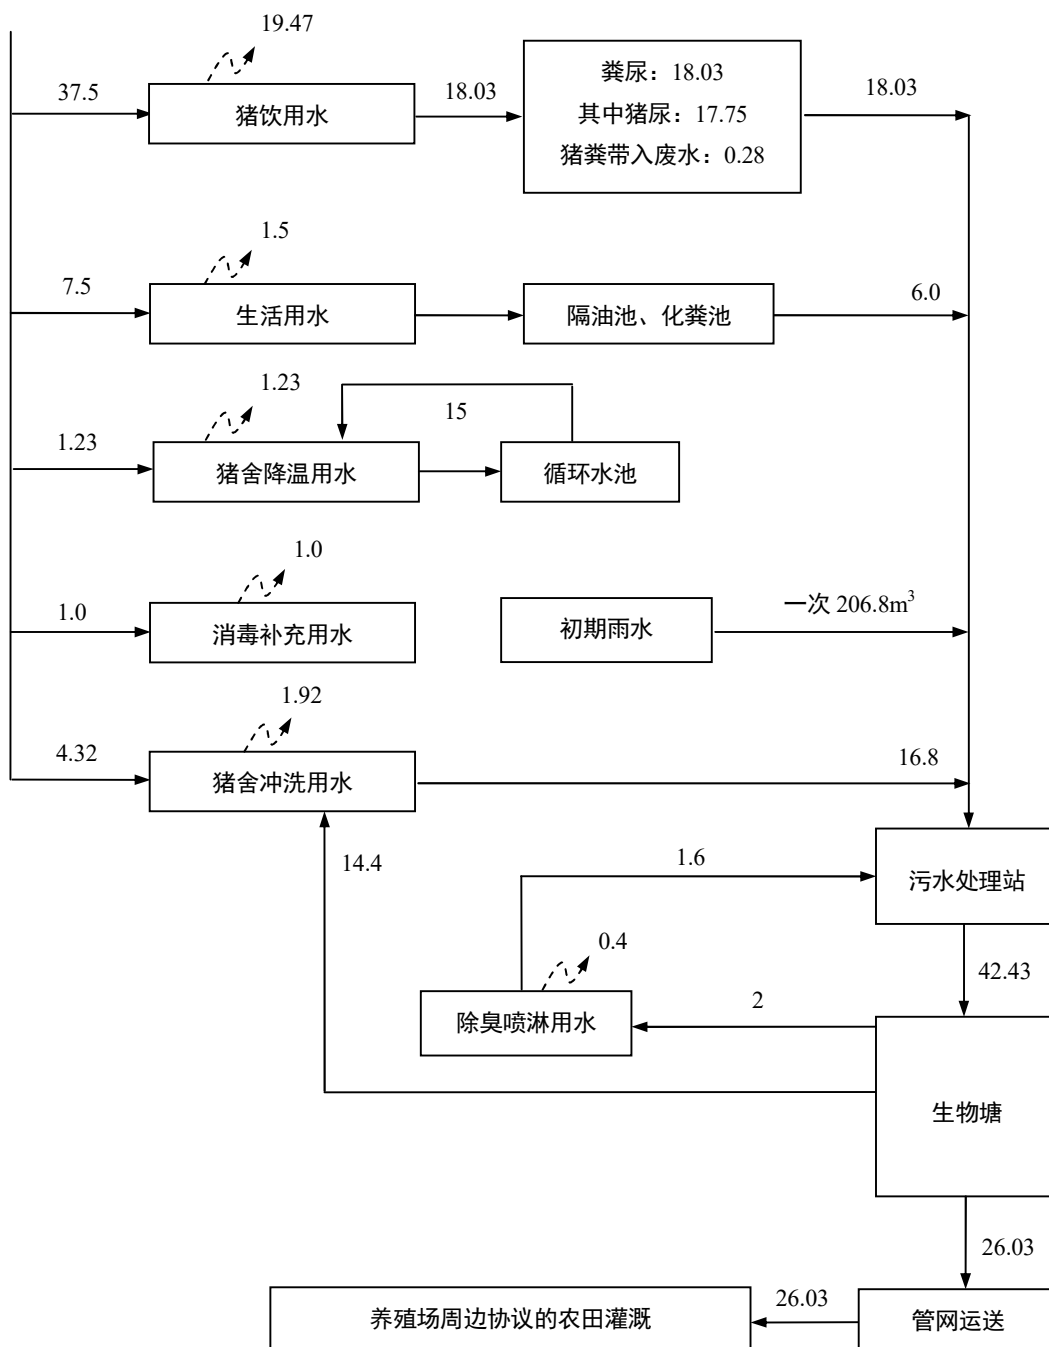 19.47
37.5
猪饮用水
18.03
粪尿：18.03
其中猪尿：17.75
猪粪带入废水：0.28
18.03
1.5
7.5
生活用水
隔油池、化粪池
6.0
1.23
1.23
猪舍降温用水
15
循环水池
1.0
1.0
消毒补充用水
初期雨水
一次 206.8m³
1.92
4.32
猪舍冲洗用水
16.8
14.4
1.6
污水处理站
0.4
42.43
除臭喷淋用水
2
生物塘
26.03
养殖场周边协议的农田灌溉
26.03
管网运送